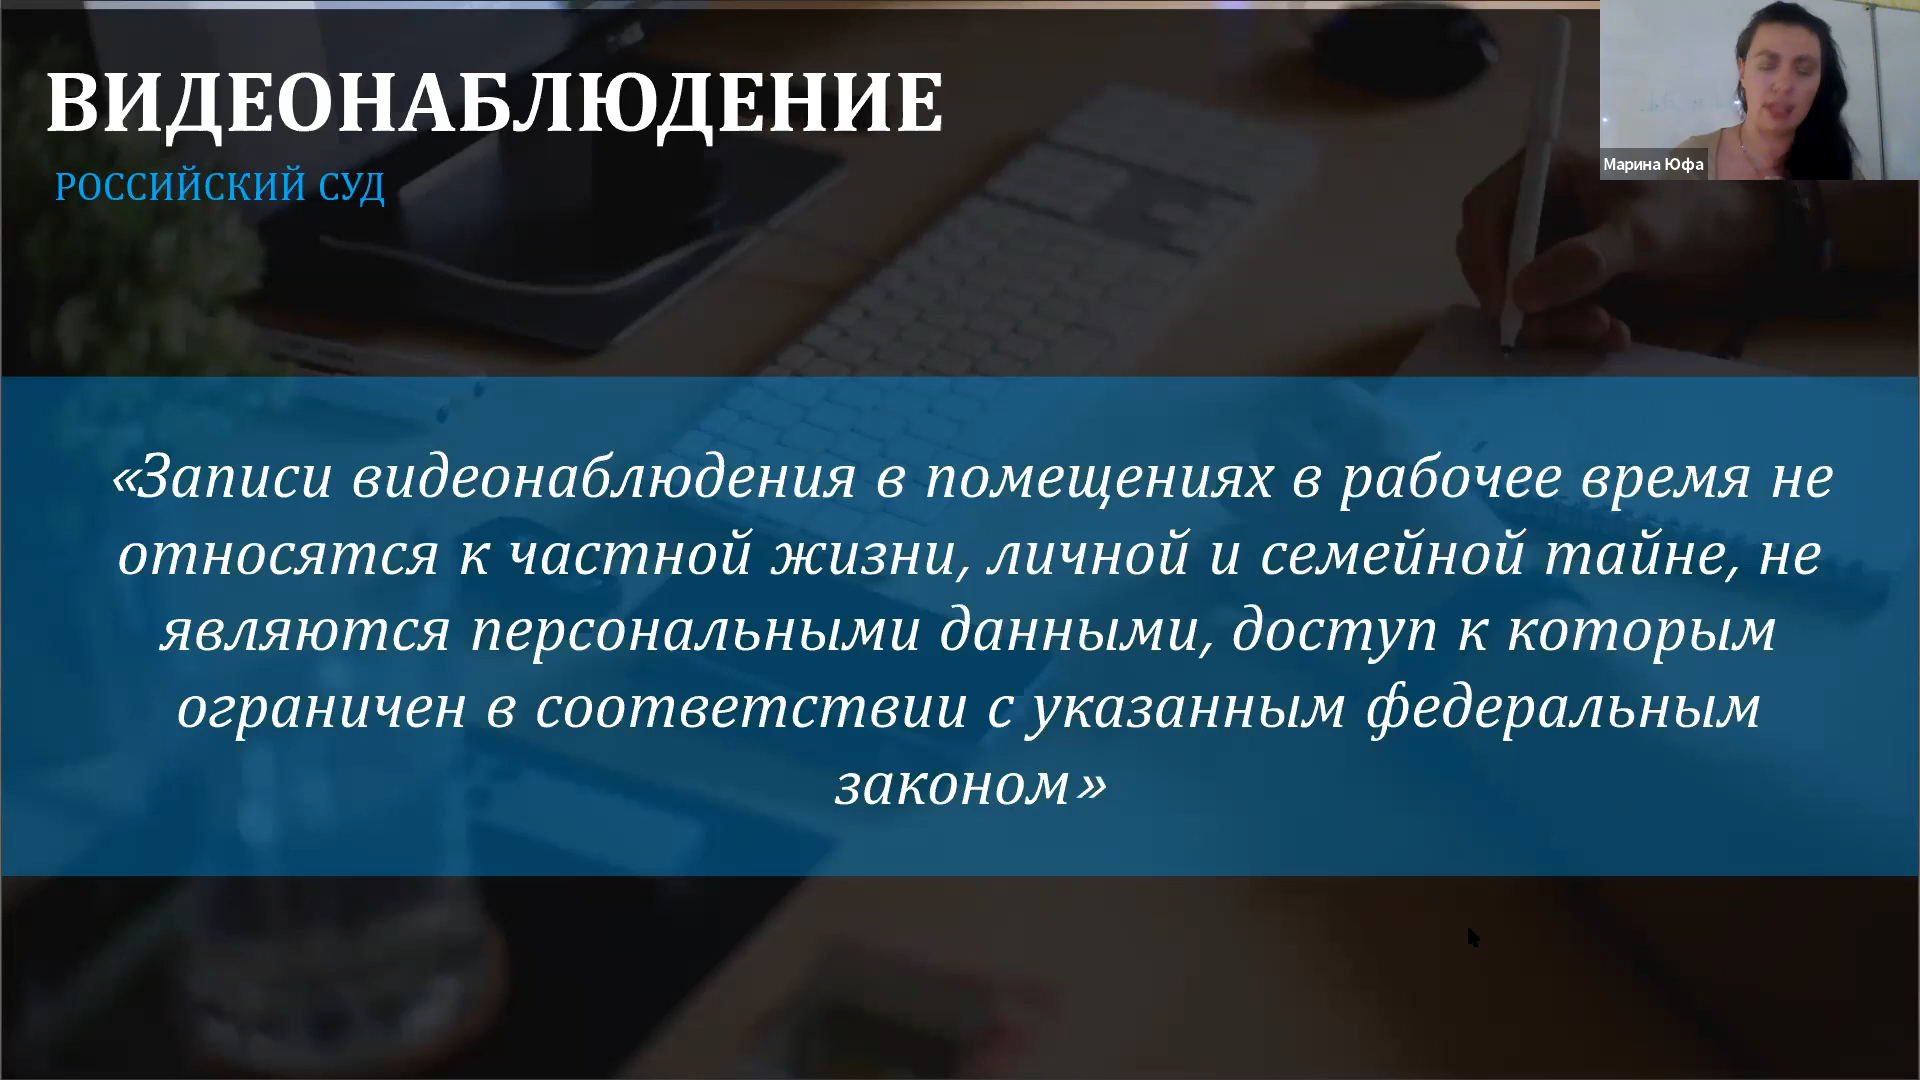 ВИДЕОНАБЛЮДЕНИЕ
РОССИЙСКИЙ СУД
Марина Юфа
«Записи видеонаблюдения в помещениях в рабочее время не
относятся к частной жизни, личной и семейной тайне, не
являются персональными данными, доступ к которым
ограничен в соответствии с указанным федеральным
законом»